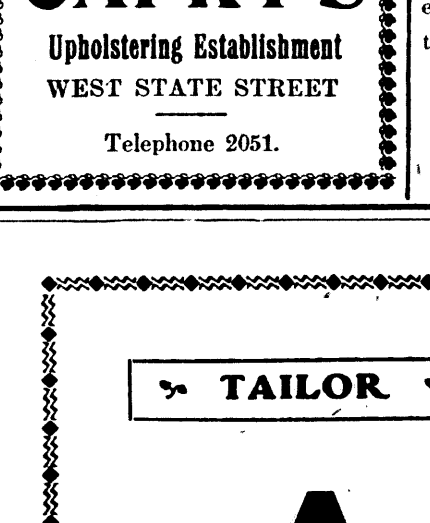 Upholstering Establishment
WEST STATE STREET
Telephone 2051.
TAILOR